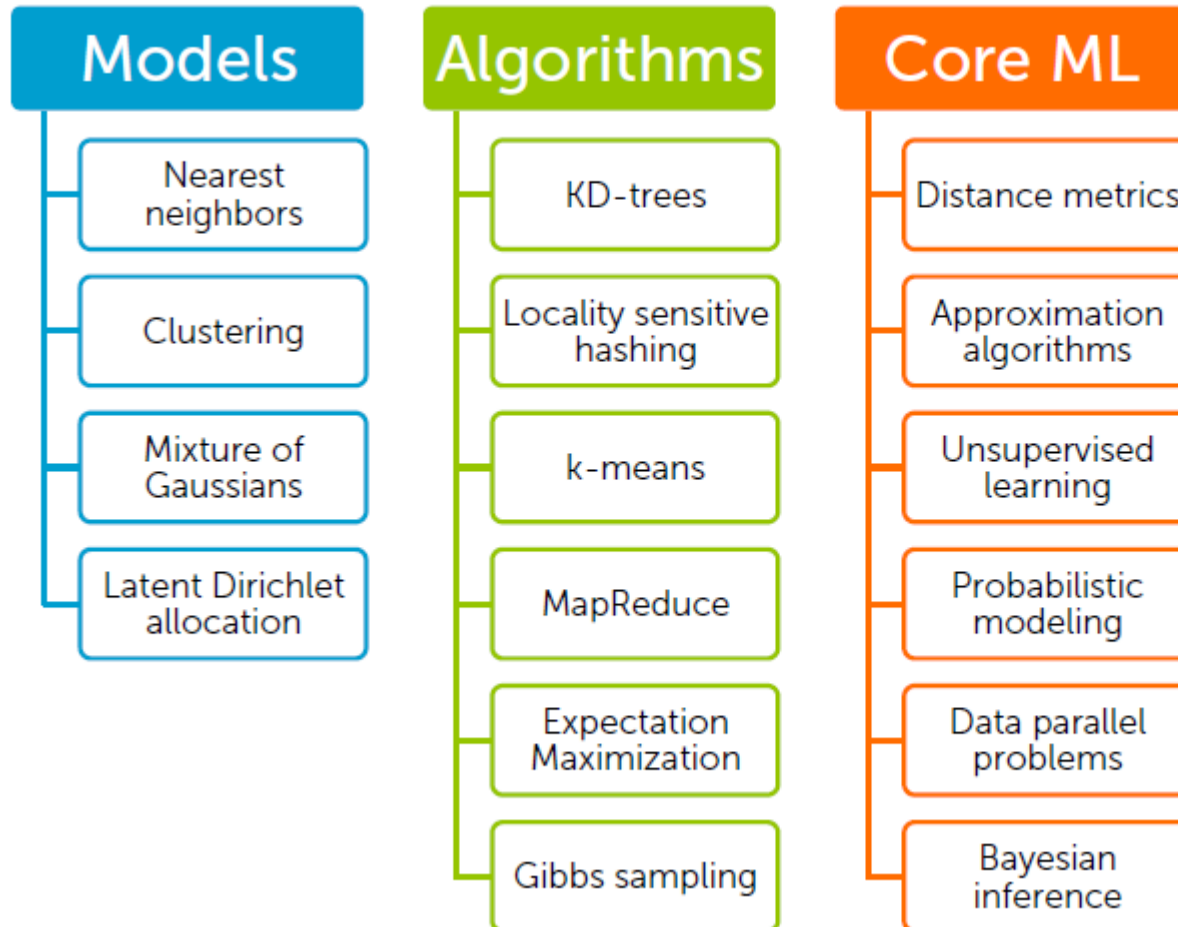 Models
Nearest
neighbors
Clustering
Mixture of
Gaussians
Latent Dirichlet
allocation
Algorithms
KD-trees
Locality sensitive
hashing
k-means
MapReduce
Expectation
Maximization
Gibbs sampling
Core ML
Distance metrics
Approximation
algorithms
Unsupervised
learning
Probabilistic
modeling
Data parallel
problems
Bayesian
inference